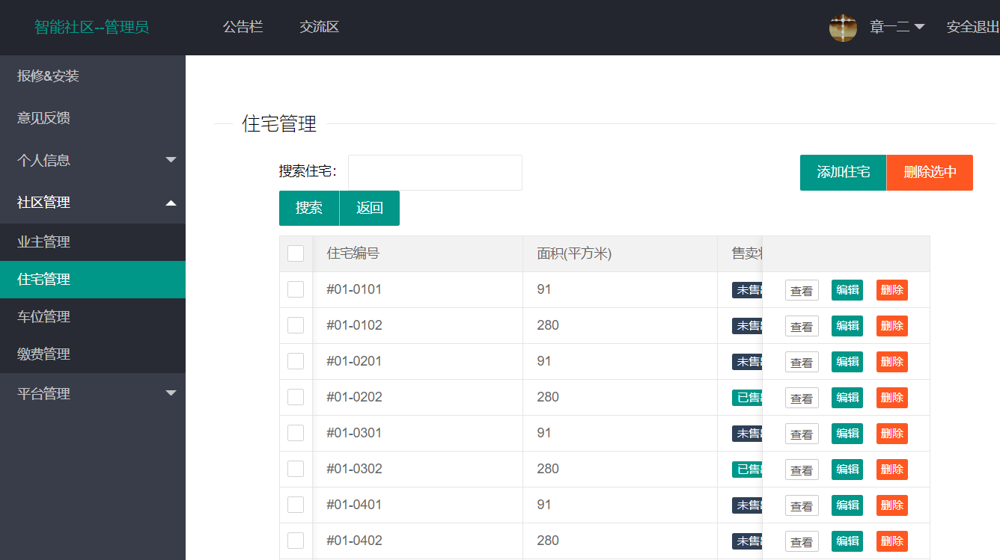 智能社区--管理员 公告栏 交流区 章一二 安全退出
报修&安装
意见反馈
个人信息
社区管理
业主管理
住宅管理
车位管理
缴费管理
平台管理
住宅管理
搜索住宅: 添加住宅 删除选中
搜索 返回
住宅编号 面积(平方米) 售卖
#01-0101 91 未售 查看 编辑 删除
#01-0102 280 未售 查看 编辑 删除
#01-0201 91 未售 查看 编辑 删除
#01-0202 280 已售 查看 编辑 删除
#01-0301 91 未售 查看 编辑 删除
#01-0302 280 已售 查看 编辑 删除
#01-0401 91 未售 查看 编辑 删除
#01-0402 280 未售 查看 编辑 删除